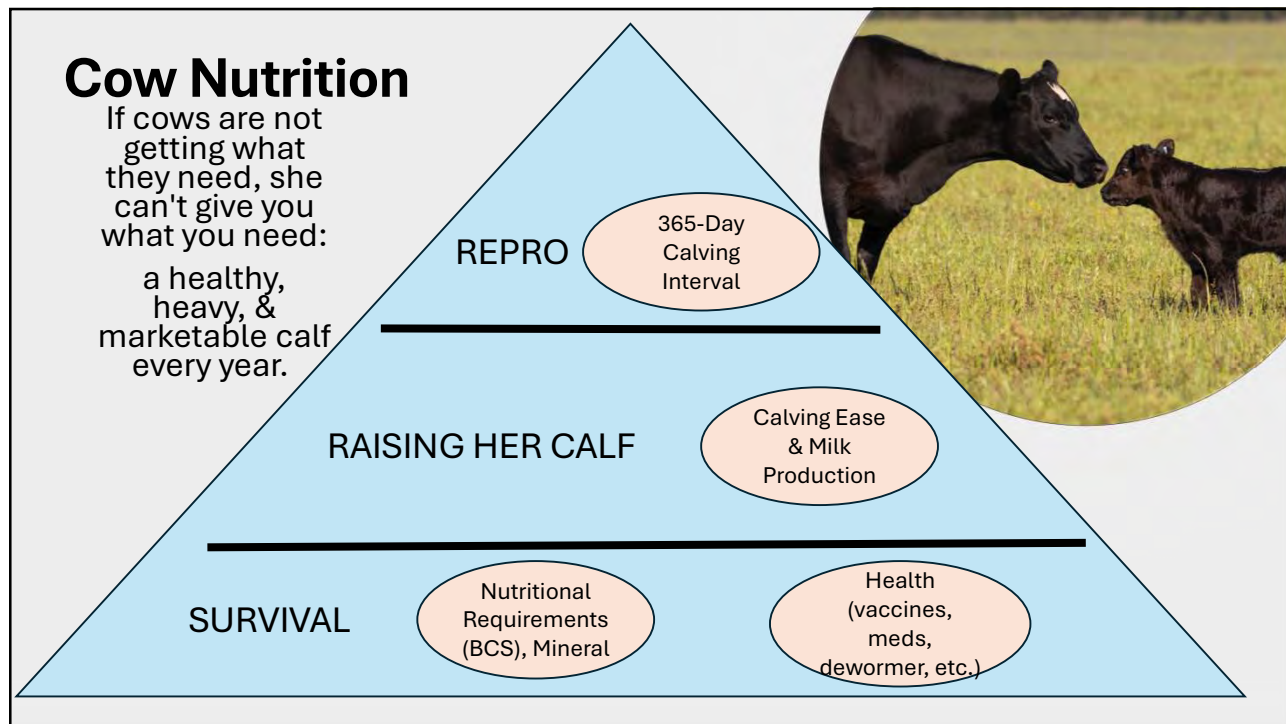 Cow Nutrition
If cows are not
getting what
they need, she
can't give you
what you need:
a healthy,
heavy, &
marketable calf
every year.
REPRO
365-Day
Calving
Interval
RAISING HER CALF
Calving Ease
& Milk
Production
SURVIVAL
Nutritional
Requirements
(BCS), Mineral
Health
(vaccines,
meds,
dewormer, etc.)